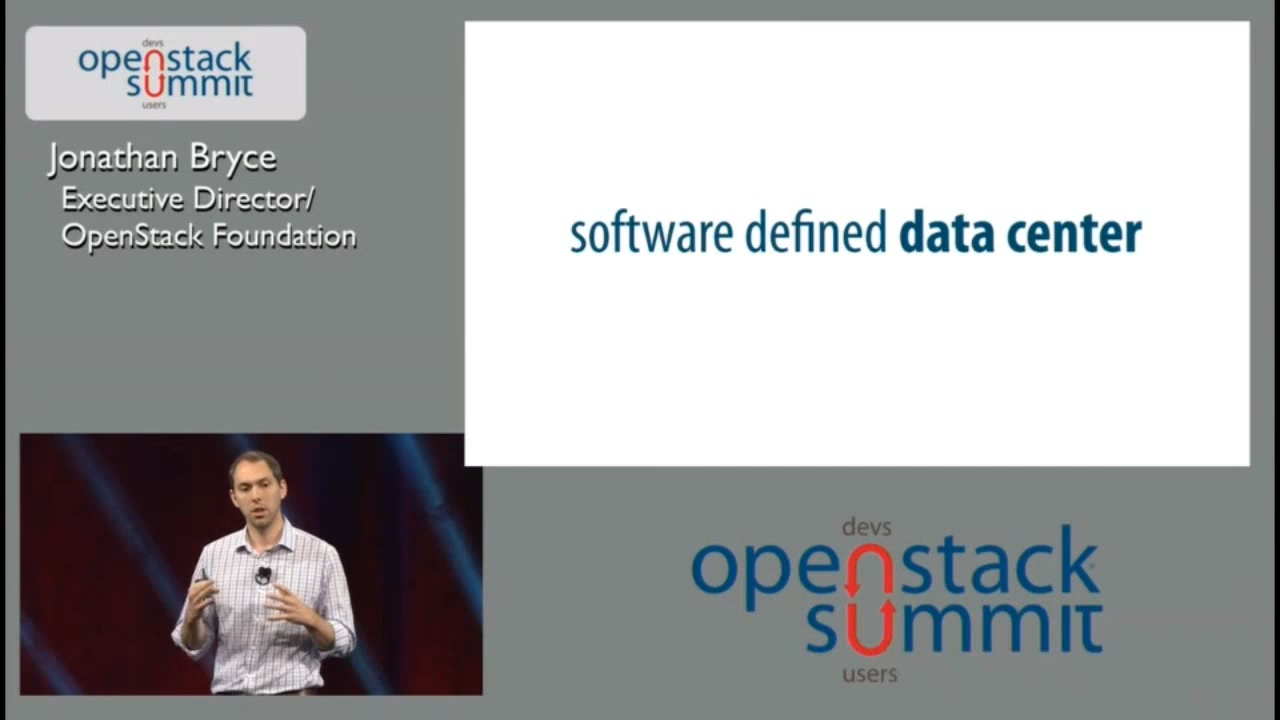 devs
openstack
summit
users
Jonathan Bryce
Executive Director/
OpenStack Foundation
software defined data center
devs
openstack
summit
users